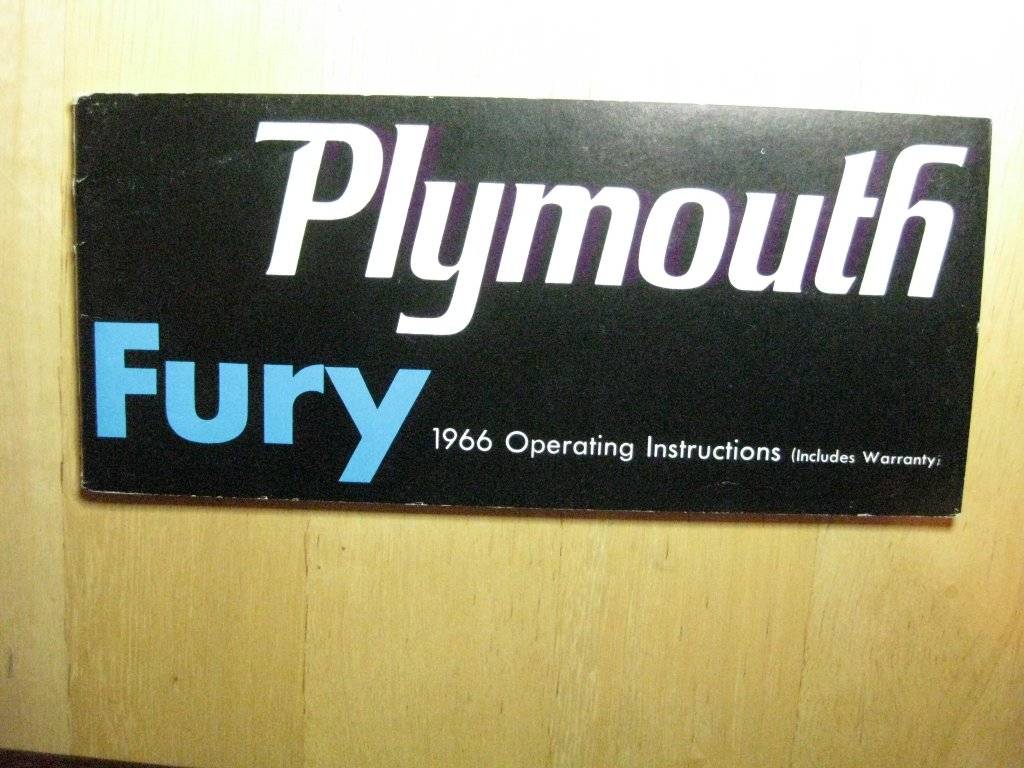 Plymouth
Fury
1966 Operating Instructions (Includes Warranty)